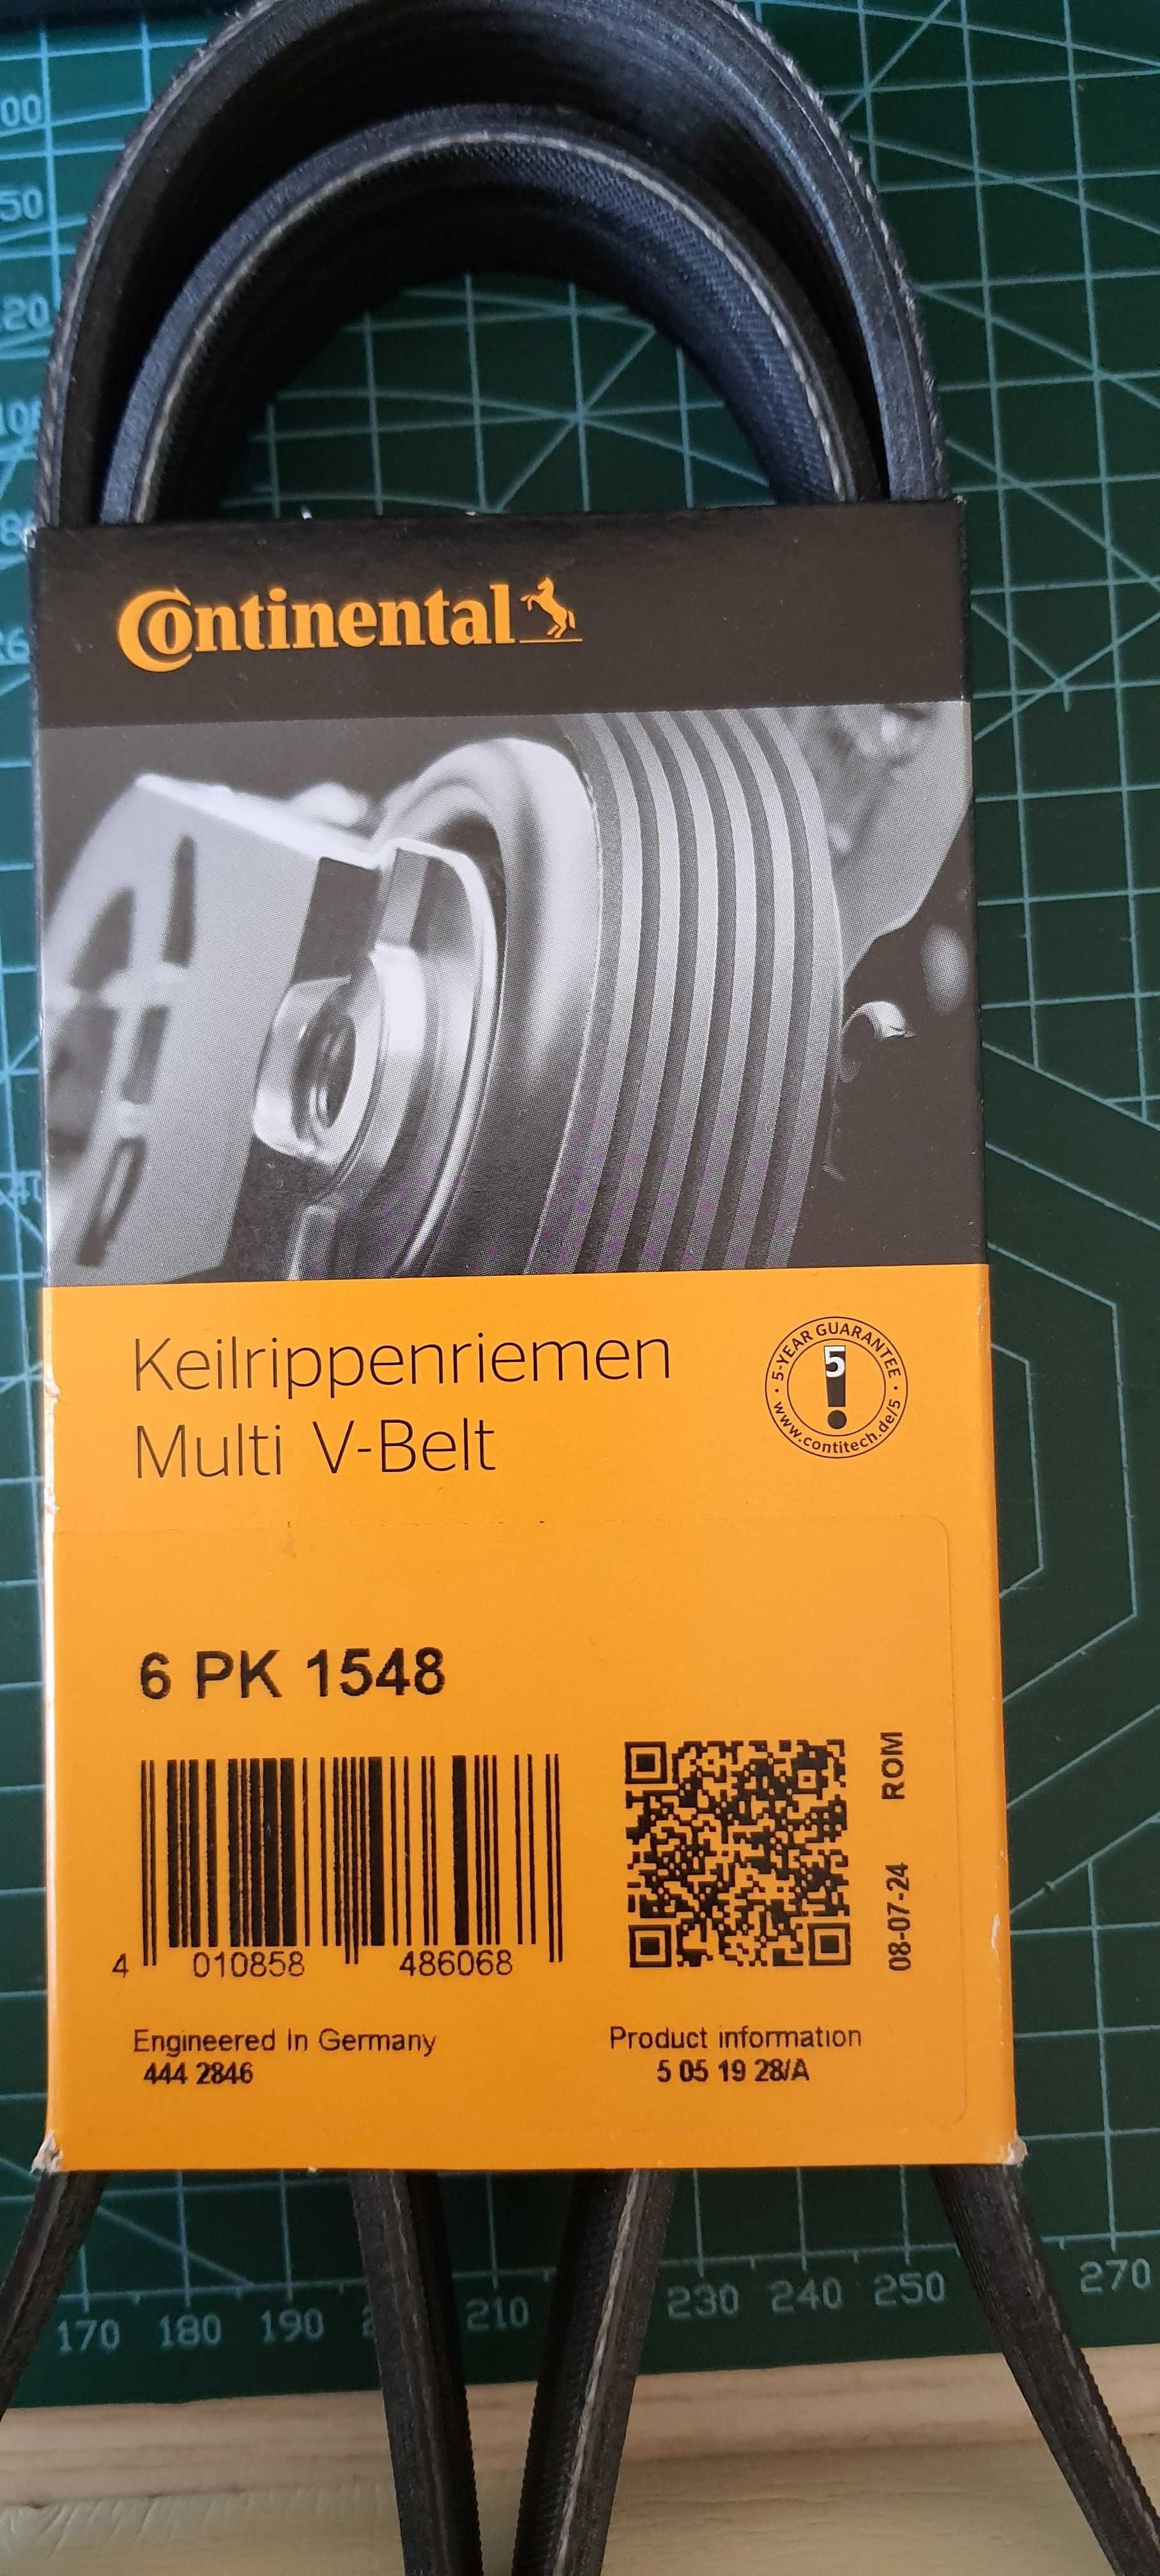 Continental
Keilrippenriemen
Multi V-Belt
5-YEAR GUARANTEE
5
www.contitech.de/5
6 PK 1548
ROM
08-07-24
4 010858 486068
Engineered In Germany
444 2846
Product information
5 05 19 28/A
170 180 190 210 230 240 250 270